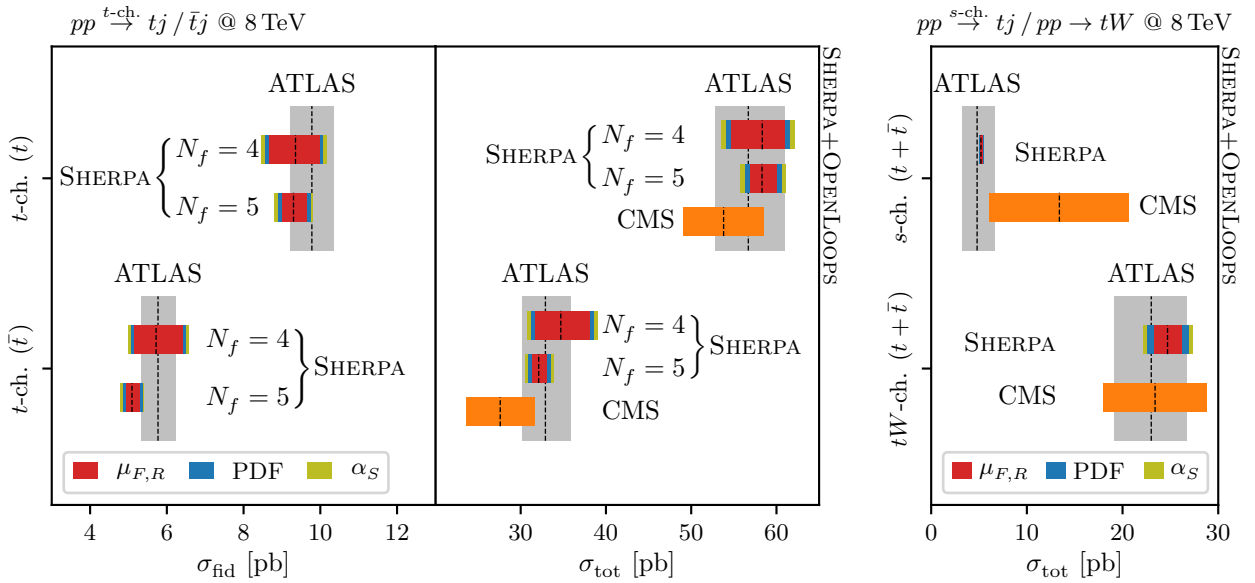 pp →^{t-ch.} tj / t̄j @ 8 TeV
pp →^{s-ch.} tj / pp → tW @ 8 TeV
ATLAS
SHERPA
N_f = 4
N_f = 5
t-ch. (t)
ATLAS
N_f = 4
N_f = 5
SHERPA
t-ch. (t̄)
μ_{F,R} PDF α_S
4 6 8 10 12
σ_fid [pb]
ATLAS
SHERPA
N_f = 4
N_f = 5
CMS
ATLAS
N_f = 4
N_f = 5
SHERPA
CMS
30 40 50 60
σ_tot [pb]
SHERPA+OPENLOOPS
ATLAS
SHERPA
CMS
s-ch. (t + t̄)
ATLAS
SHERPA
CMS
tW-ch. (t + t̄)
μ_{F,R} PDF α_S
0 10 20 30
σ_tot [pb]
SHERPA+OPENLOOPS